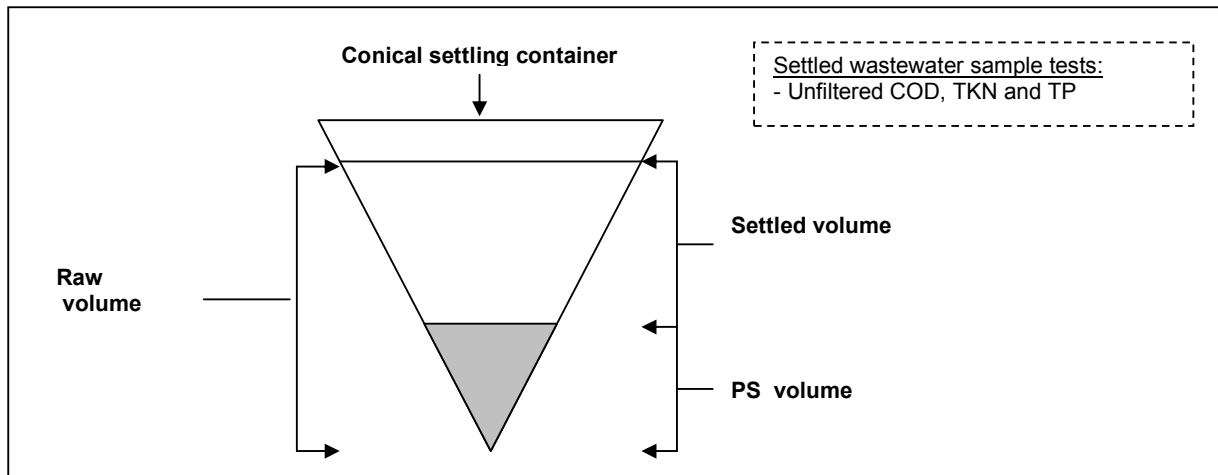 Conical settling container
Settled wastewater sample tests:
- Unfiltered COD, TKN and TP
Settled volume
Raw
volume
PS volume